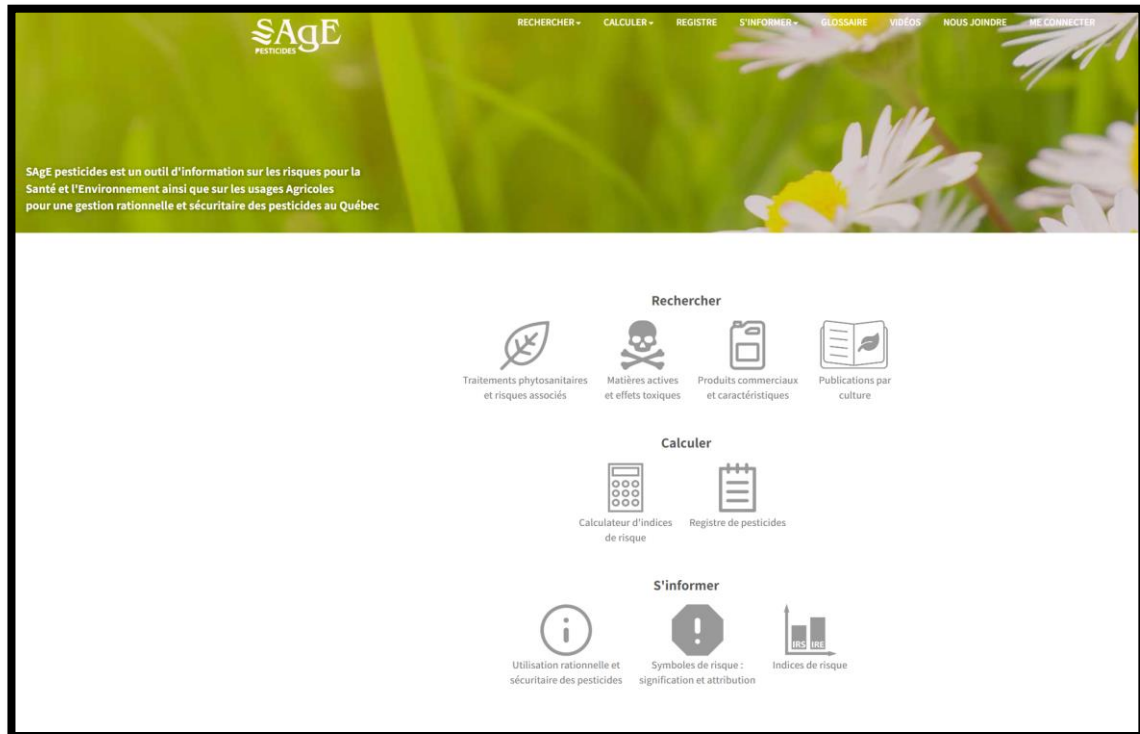 SAgE
PESTICIDES
RECHERCHER CALCULER REGISTRE S'INFORMER GLOSSAIRE VIDÉOS NOUS JOINDRE ME CONNECTER
SAgE pesticides est un outil d'information sur les risques pour la
Santé et l'Environnement ainsi que sur les usages Agricoles
pour une gestion rationnelle et sécuritaire des pesticides au Québec
Rechercher
Traitements phytosanitaires
et risques associés
Matières actives
et effets toxiques
Produits commerciaux
et caractéristiques
Publications par
culture
Calculer
Calculateur d'indices
de risque
Registre de pesticides
S'informer
Utilisation rationnelle et
sécuritaire des pesticides
Symboles de risque :
signification et attribution
IRS IRE
Indices de risque